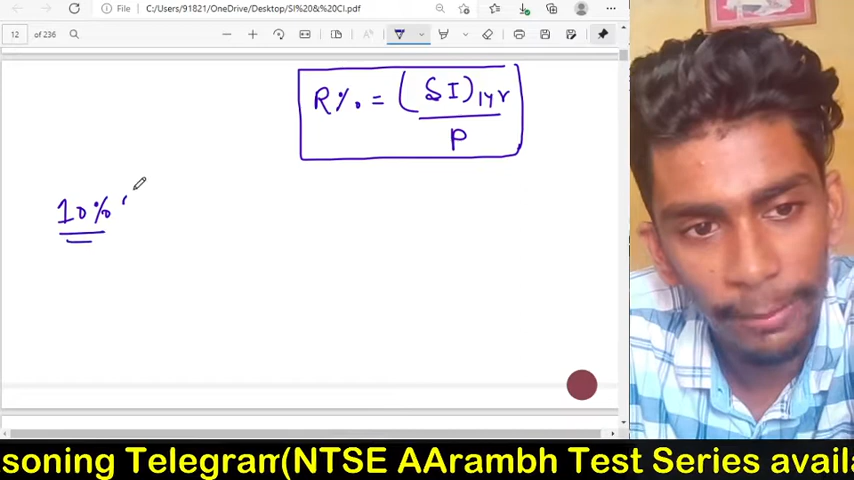 File
C:/Users/91821/OneDrive/Desktop/SI%20&%20CI.pdf
12 of 236
R% = (SI)1yr
P
10%
soning Telegram(NTSE AArambh Test Series availa